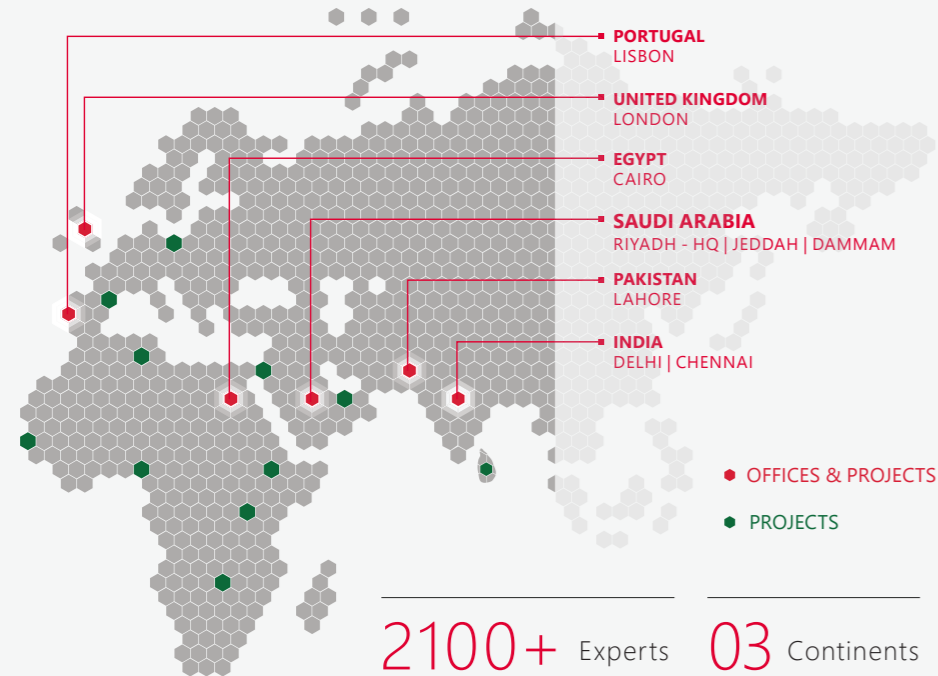 PORTUGAL
LISBON
UNITED KINGDOM
LONDON
EGYPT
CAIRO
SAUDI ARABIA
RIYADH - HQ | JEDDAH | DAMMAM
PAKISTAN
LAHORE
INDIA
DELHI | CHENNAI
OFFICES & PROJECTS
PROJECTS
2100+ Experts
03 Continents